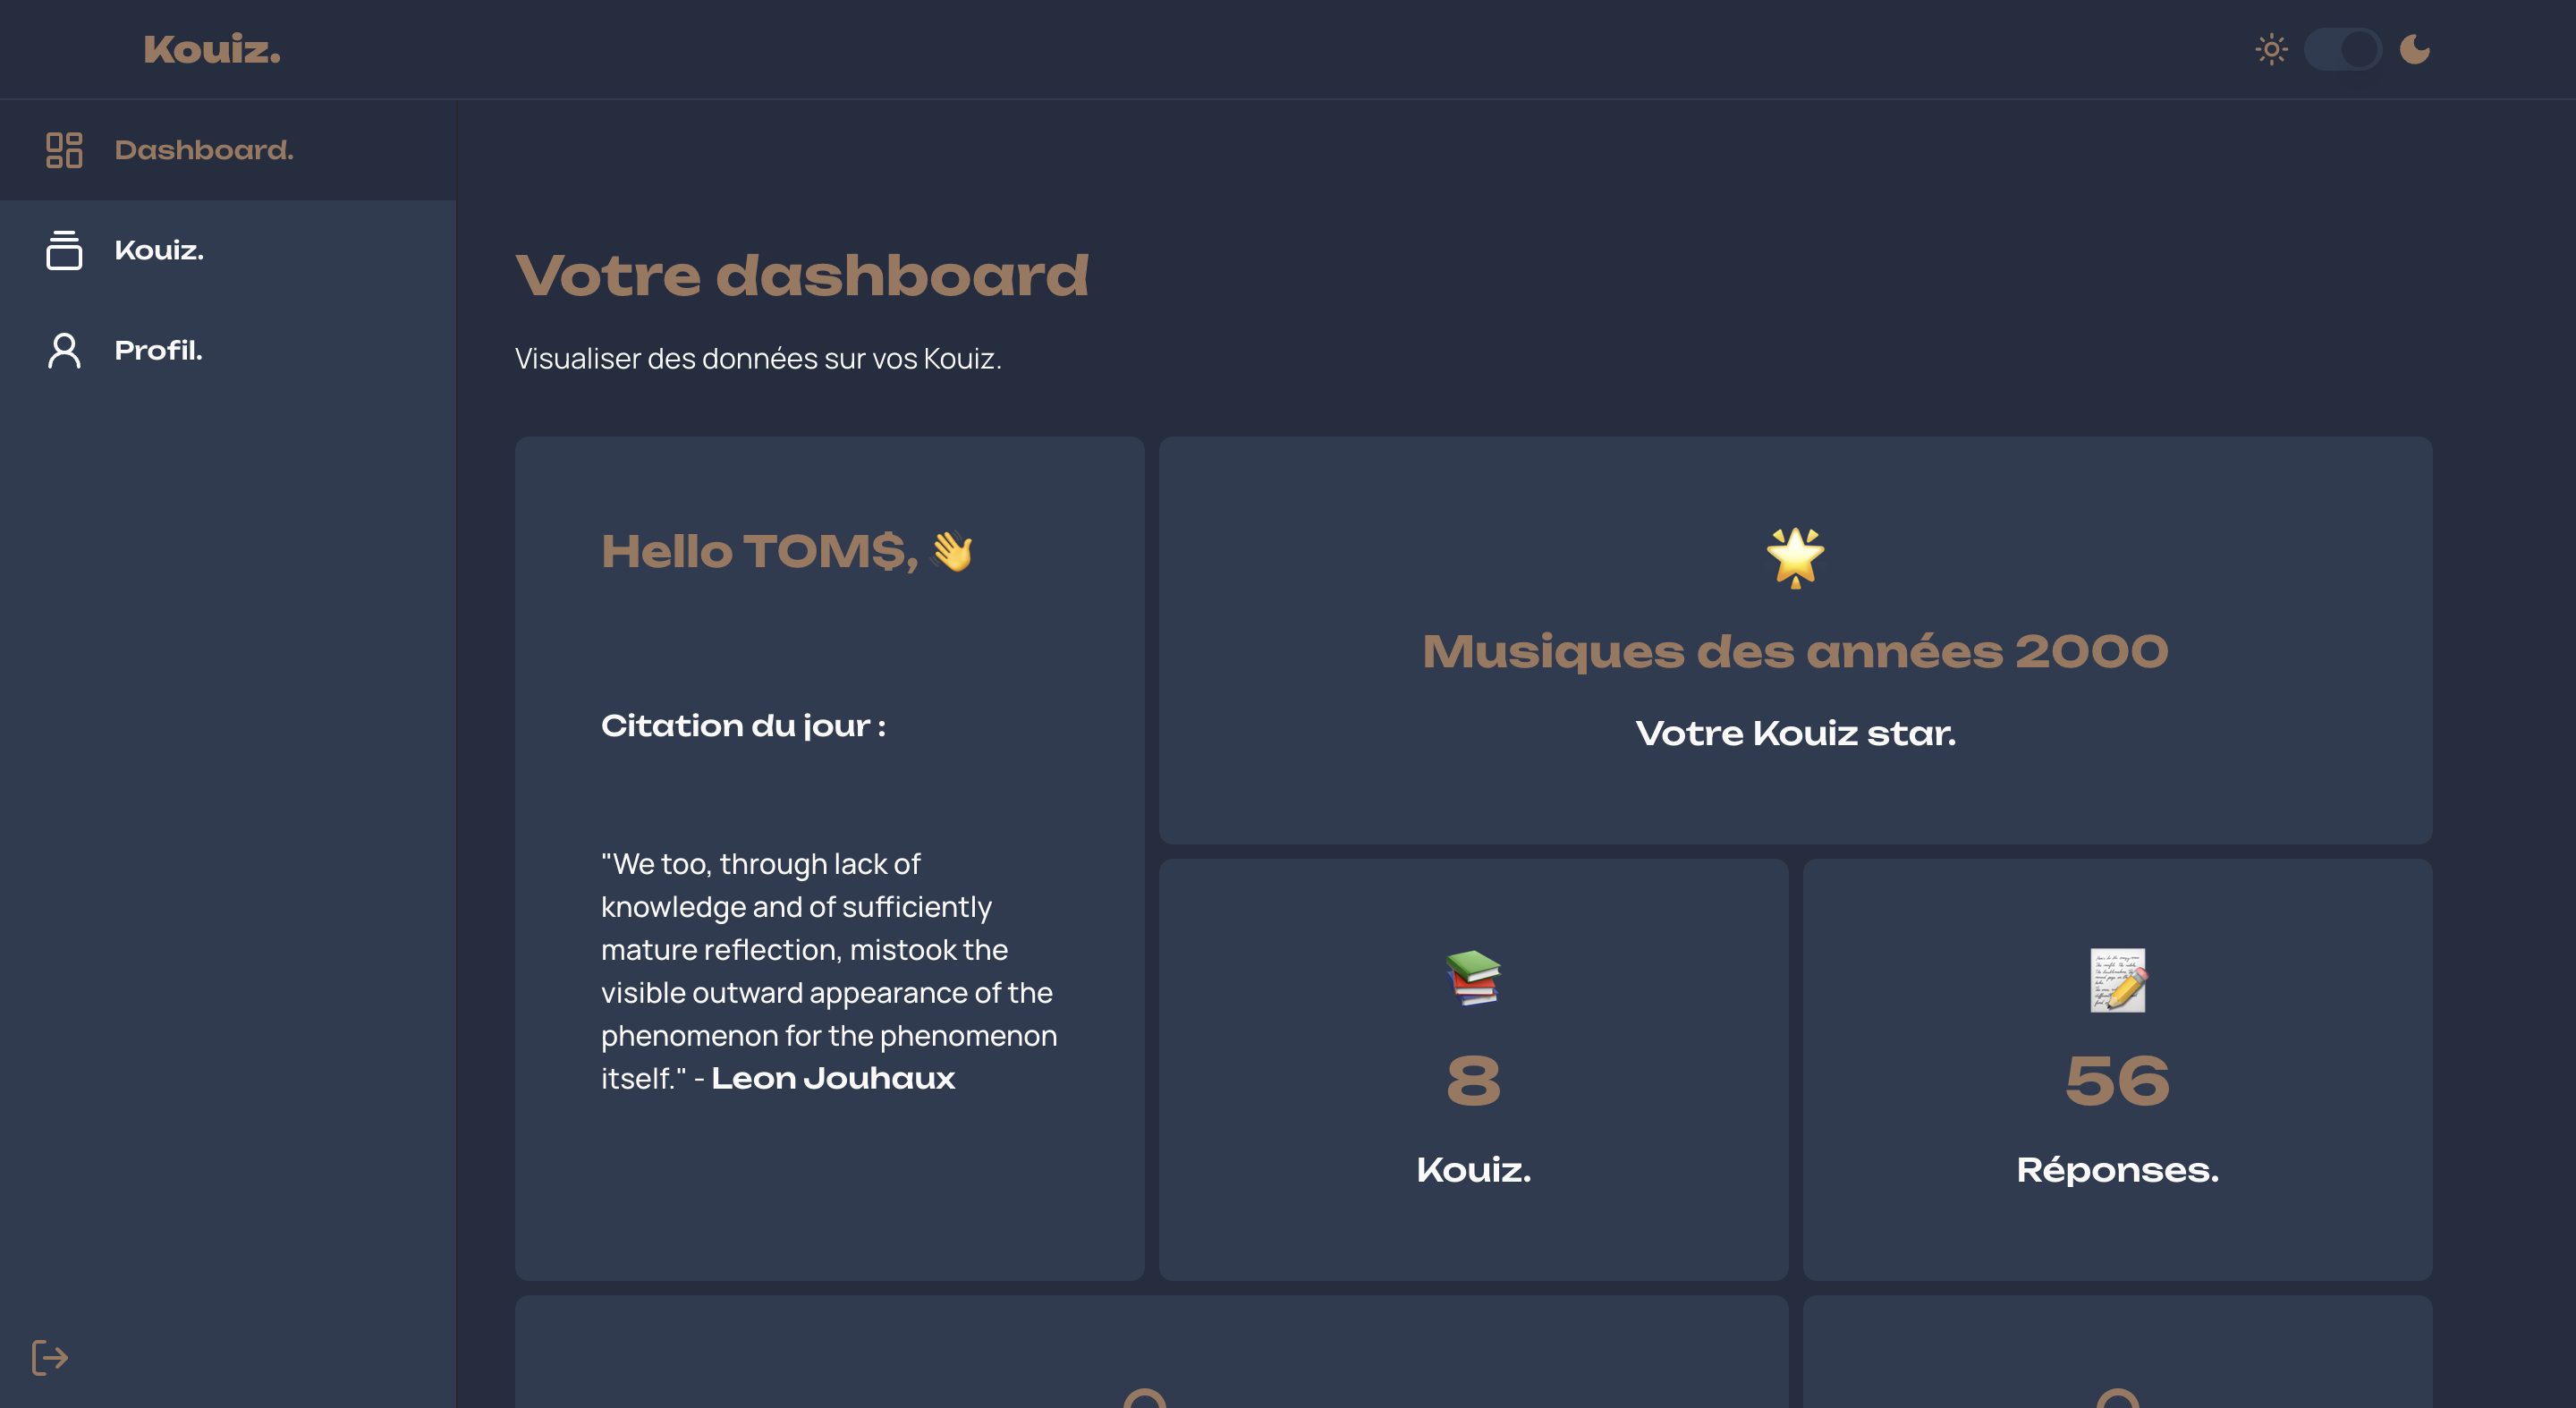 Kouiz.
Dashboard.
Kouiz.
Profil.
Votre dashboard
Visualiser des données sur vos Kouiz.
Hello TOM$, 👋
Citation du jour :
"We too, through lack of
knowledge and of sufficiently
mature reflection, mistook the
visible outward appearance of the
phenomenon for the phenomenon
itself." - Leon Jouhaux
Musiques des années 2000
Votre Kouiz star.
8
Kouiz.
56
Réponses.